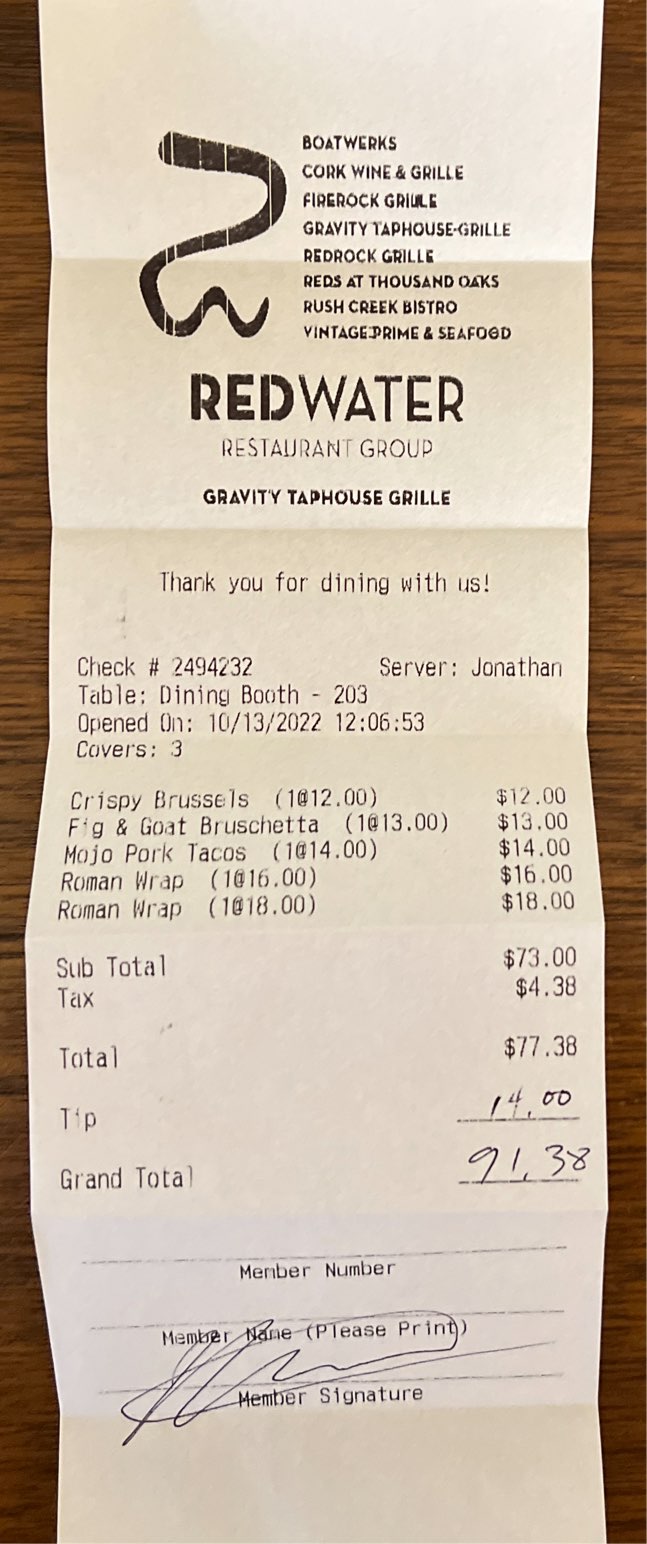 BOATWERKS
CORK WINE & GRILLE
FIREROCK GRILLE
GRAVITY TAPHOUSE-GRILLE
REDROCK GRILLE
REDS AT THOUSAND OAKS
RUSH CREEK BISTRO
VINTAGE PRIME & SEAFOOD
REDWATER
RESTAURANT GROUP
GRAVITY TAPHOUSE GRILLE
Thank you for dining with us!
Check # 2494232 Server: Jonathan
Table: Dining Booth - 203
Opened On: 10/13/2022 12:06:53
Covers: 3
Crispy Brussels (1@12.00) $12.00
Fig & Goat Bruschetta (1@13.00) $13.00
Mojo Pork Tacos (1@14.00) $14.00
Roman Wrap (1@16.00) $16.00
Roman Wrap (1@18.00) $18.00
Sub Total $73.00
Tax $4.38
Total $77.38
Tip 14.00
Grand Total 91.38
Member Number
Member Name (Please Print)
Member Signature